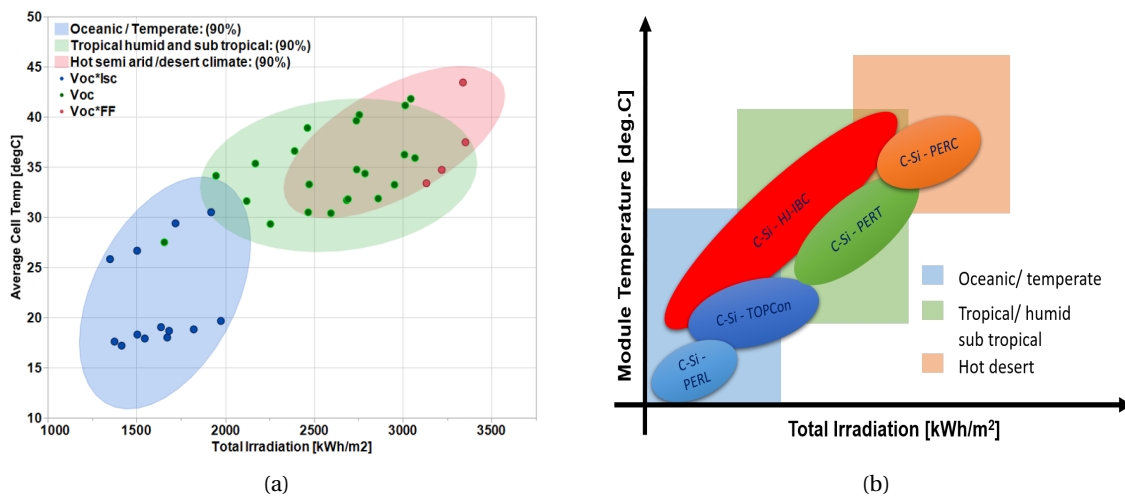 50
45
40
35
30
25
20
15
10
Average Cell Temp [degC]
Oceanic / Temperate: (90%)
Tropical humid and sub tropical: (90%)
Hot semi arid /desert climate: (90%)
Voc*Isc
Voc
Voc*FF
1000
1500
2000
2500
3000
3500
Total Irradiation [kWh/m2]
(a)
Module Temperature [deg.C]
C-Si - PERC
C-Si - HJ-IBC
C-Si - PERT
C-Si - TOPCon
C-Si -
PERL
Oceanic/ temperate
Tropical/ humid
sub tropical
Hot desert
Total Irradiation [kWh/m²]
(b)